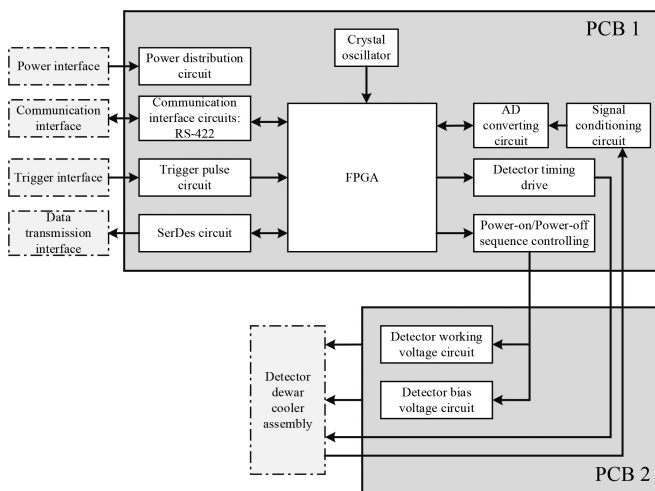 PCB 1
Crystal
oscillator
Power interface
Power distribution
circuit
Communication
interface
Communication
interface circuits:
RS-422
AD
converting
circuit
Signal
conditioning
circuit
FPGA
Trigger interface
Trigger pulse
circuit
Detector timing
drive
Data
transmission
interface
SerDes circuit
Power-on/Power-off
sequence controlling
Detector working
voltage circuit
Detector
dewar
cooler
assembly
Detector bias
voltage circuit
PCB 2